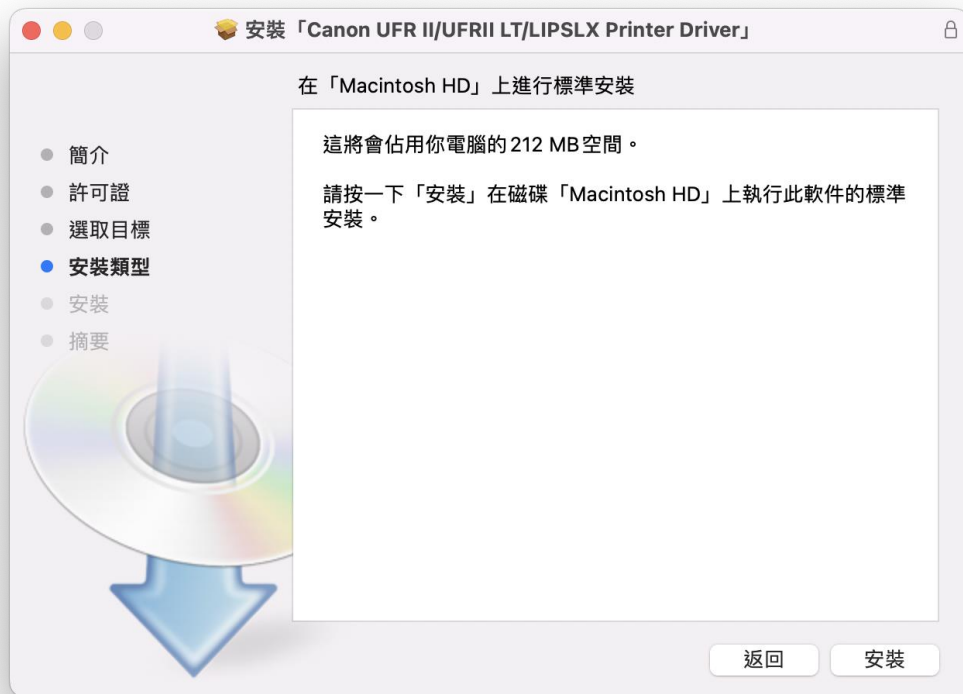 安裝「Canon UFR II/UFRII LT/LIPSLX Printer Driver」
在「Macintosh HD」上進行標準安裝
簡介
許可證
選取目標
安裝類型
安裝
摘要
這將會佔用你電腦的 212 MB 空間。
請按一下「安裝」在磁碟「Macintosh HD」上執行此軟件的標準
安裝。
返回
安裝